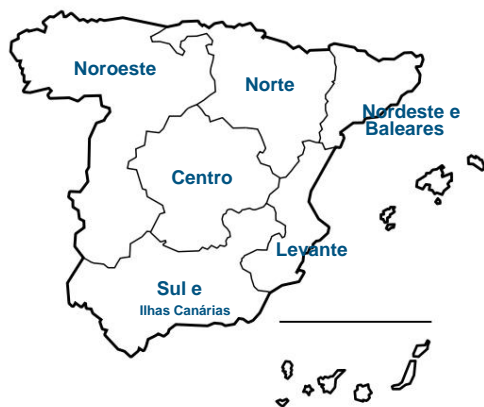 Noroeste
Norte
Nordeste e
Baleares
Centro
Levante
Sul e
Ilhas Canárias